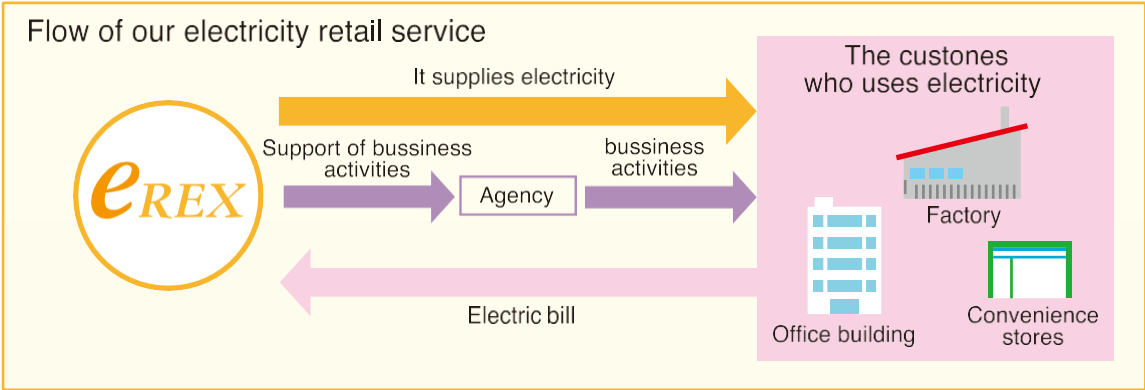 Flow of our electricity retail service
It supplies electricity
Support of bussiness
activities
bussiness
activities
eREX
Agency
Electric bill
The custones
who uses electricity
Factory
Office building
Convenience
stores